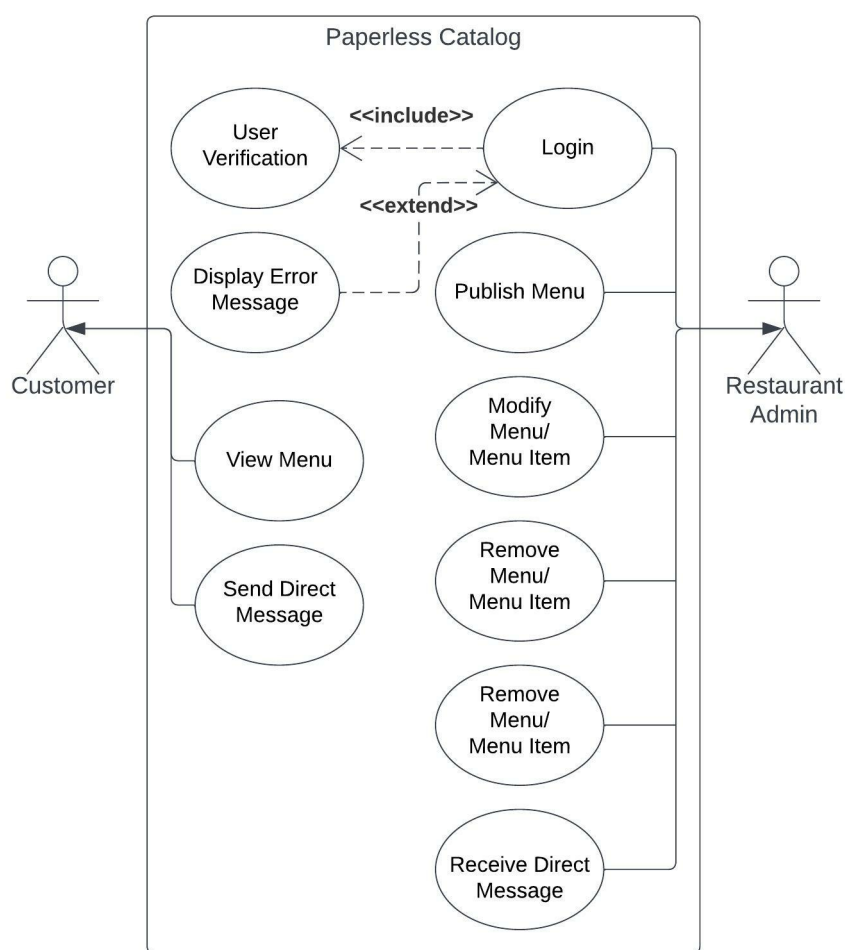 Paperless Catalog
<<include>>
User
Verification
Login
<<extend>>
Display Error
Message
Publish Menu
Customer
Restaurant
Admin
Modify
Menu/
Menu Item
View Menu
Remove
Menu/
Menu Item
Send Direct
Message
Remove
Menu/
Menu Item
Receive Direct
Message